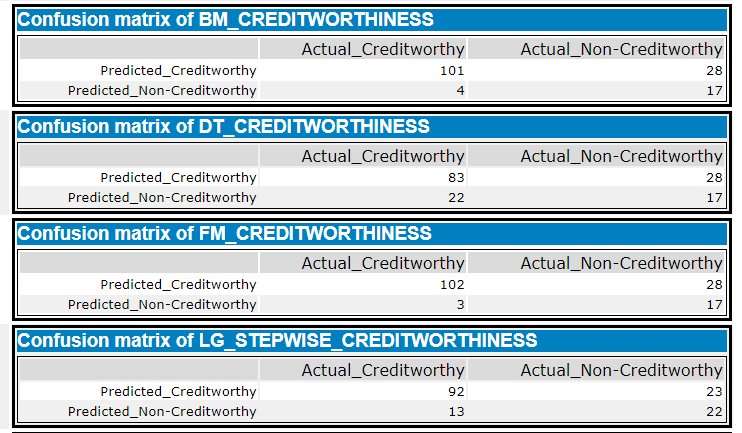 Confusion matrix of BM_CREDITWORTHINESS
Actual_Creditworthy Actual_Non-Creditworthy
Predicted_Creditworthy 101 28
Predicted_Non-Creditworthy 4 17
Confusion matrix of DT_CREDITWORTHINESS
Actual_Creditworthy Actual_Non-Creditworthy
Predicted_Creditworthy 83 28
Predicted_Non-Creditworthy 22 17
Confusion matrix of FM_CREDITWORTHINESS
Actual_Creditworthy Actual_Non-Creditworthy
Predicted_Creditworthy 102 28
Predicted_Non-Creditworthy 3 17
Confusion matrix of LG_STEPWISE_CREDITWORTHINESS
Actual_Creditworthy Actual_Non-Creditworthy
Predicted_Creditworthy 92 23
Predicted_Non-Creditworthy 13 22